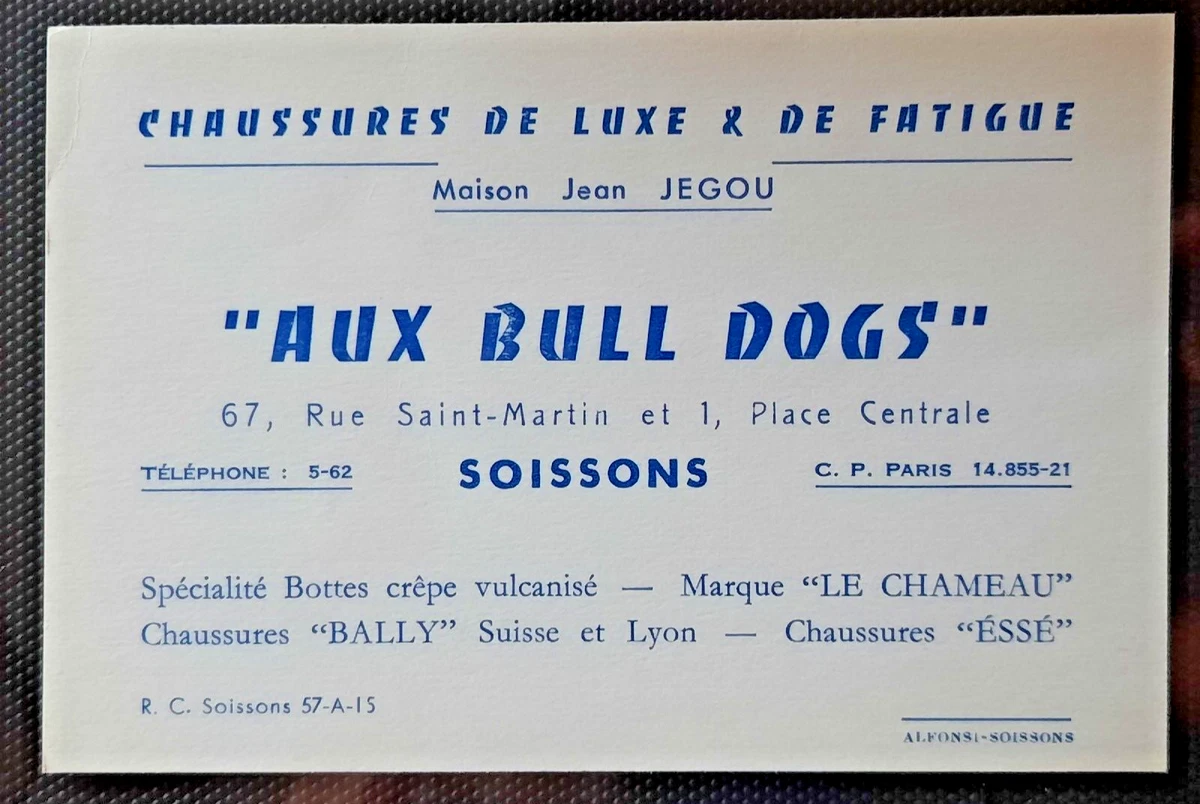 CHAUSSURES DE LUXE & DE FATIGUE
Maison Jean JEGOU
"AUX BULL DOGS"
67, Rue Saint-Martin et 1, Place Centrale
TÉLÉPHONE : 5-62 SOISSONS C. P. PARIS 14.855-21
Spécialité Bottes crêpe vulcanisé — Marque “LE CHAMEAU”
Chaussures “BALLY” Suisse et Lyon — Chaussures “ÉSSÉ”
R. C. Soissons 57-A-15
ALFONSI-SOISSONS